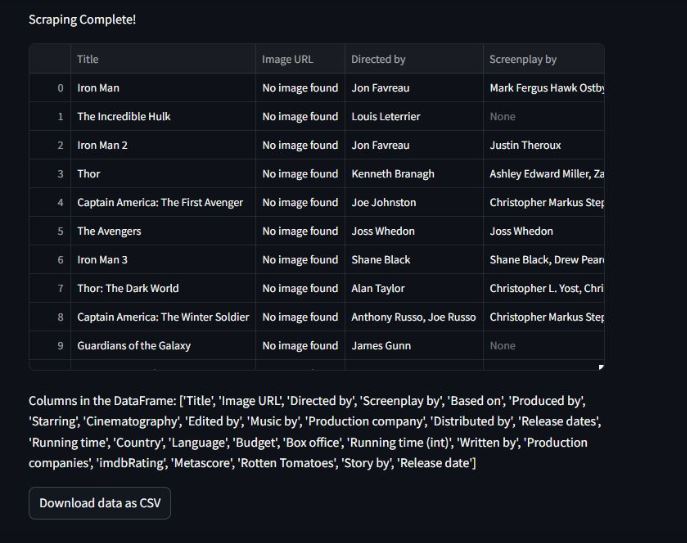 Scraping Complete!
Title Image URL Directed by Screenplay by
0 Iron Man No image found Jon Favreau Mark Fergus Hawk Ostby
1 The Incredible Hulk No image found Louis Leterrier None
2 Iron Man 2 No image found Jon Favreau Justin Theroux
3 Thor No image found Kenneth Branagh Ashley Edward Miller, Za
4 Captain America: The First Avenger No image found Joe Johnston Christopher Markus Step
5 The Avengers No image found Joss Whedon Joss Whedon
6 Iron Man 3 No image found Shane Black Shane Black, Drew Pear
7 Thor: The Dark World No image found Alan Taylor Christopher L. Yost, Chri
8 Captain America: The Winter Soldier No image found Anthony Russo, Joe Russo Christopher Markus Step
9 Guardians of the Galaxy No image found James Gunn None
Columns in the DataFrame: ['Title', 'Image URL', 'Directed by', 'Screenplay by', 'Based on', 'Produced by',
'Starring', 'Cinematography', 'Edited by', 'Music by', 'Production company', 'Distributed by', 'Release dates',
'Running time', 'Country', 'Language', 'Budget', 'Box office', 'Running time (int)', 'Written by', 'Production
companies', 'imdbRating', 'Metascore', 'Rotten Tomatoes', 'Story by', 'Release date']
Download data as CSV